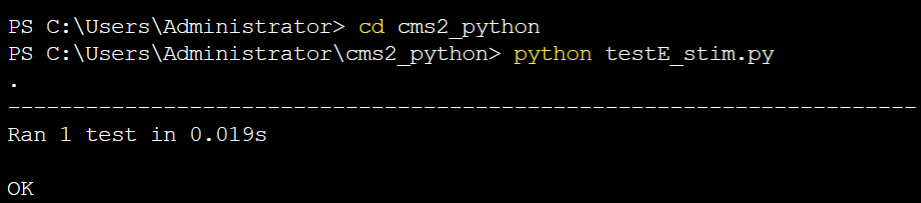 PS C:\Users\Administrator> cd cms2_python
PS C:\Users\Administrator\cms2_python> python testE_stim.py
.
----------------------------------------------------------------------
Ran 1 test in 0.019s

OK